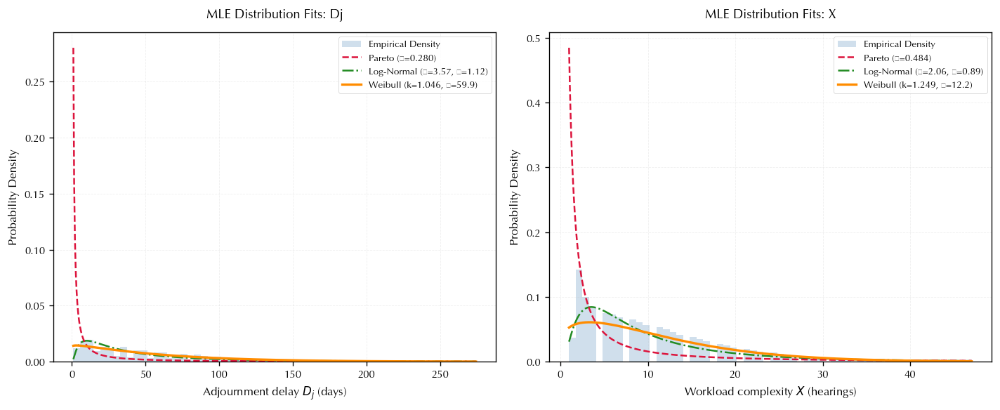 MLE Distribution Fits: Dj
Empirical Density
Pareto (□=0.280)
Log-Normal (□=3.57, □=1.12)
Weibull (k=1.046, □=59.9)
0.25
0.20
0.15
0.10
0.05
0.00
Probability Density
0
50
100
150
200
250
Adjournment delay Dj (days)
MLE Distribution Fits: X
Empirical Density
Pareto (□=0.484)
Log-Normal (□=2.06, □=0.89)
Weibull (k=1.249, □=12.2)
0.5
0.4
0.3
0.2
0.1
0.0
Probability Density
0
10
20
30
40
Workload complexity X (hearings)